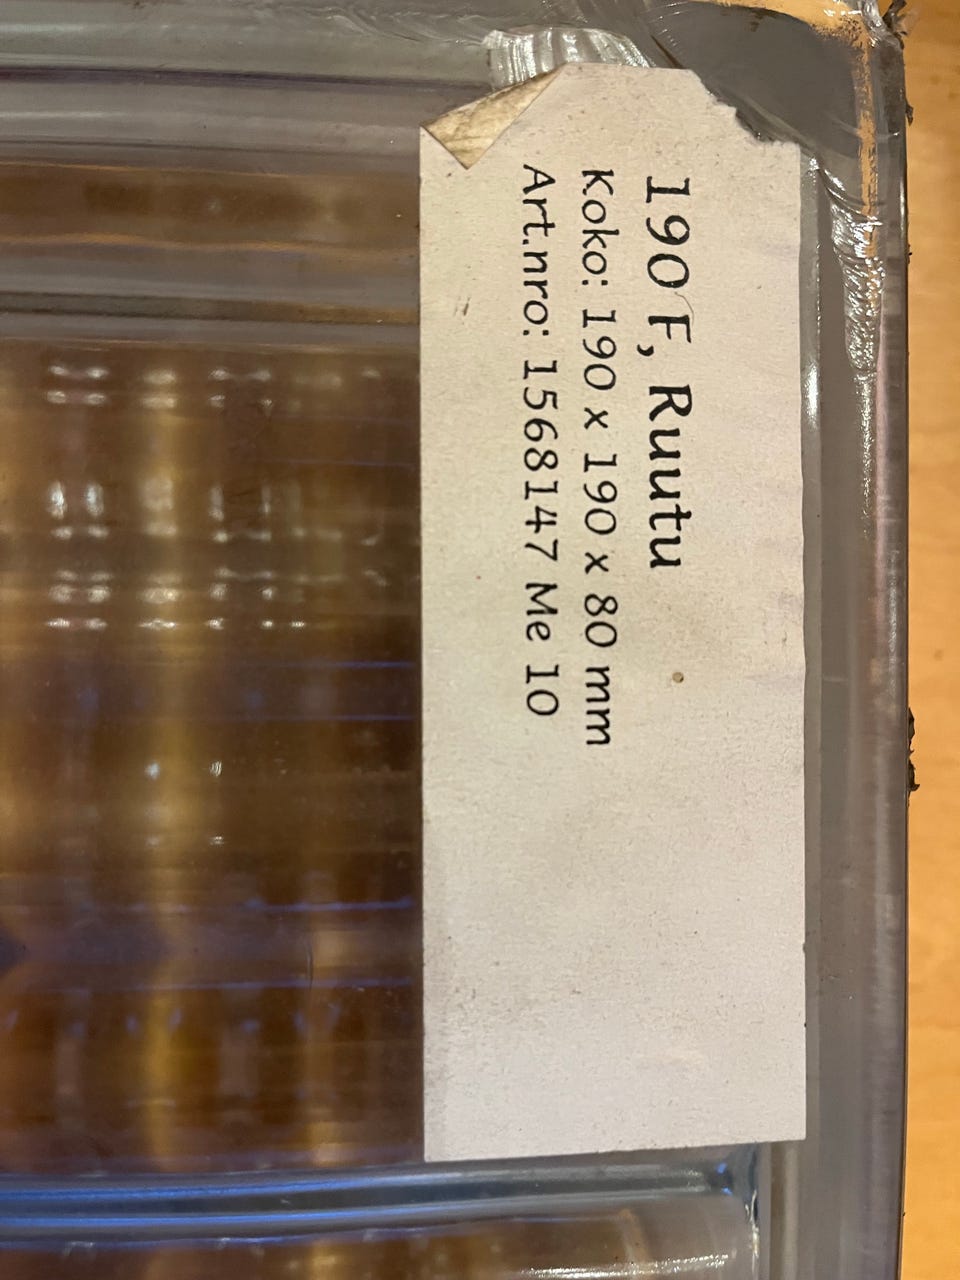 190 F, Ruutu
Koko: 190 x 190 x 80 mm
Art.nro: 1568147 Me 10